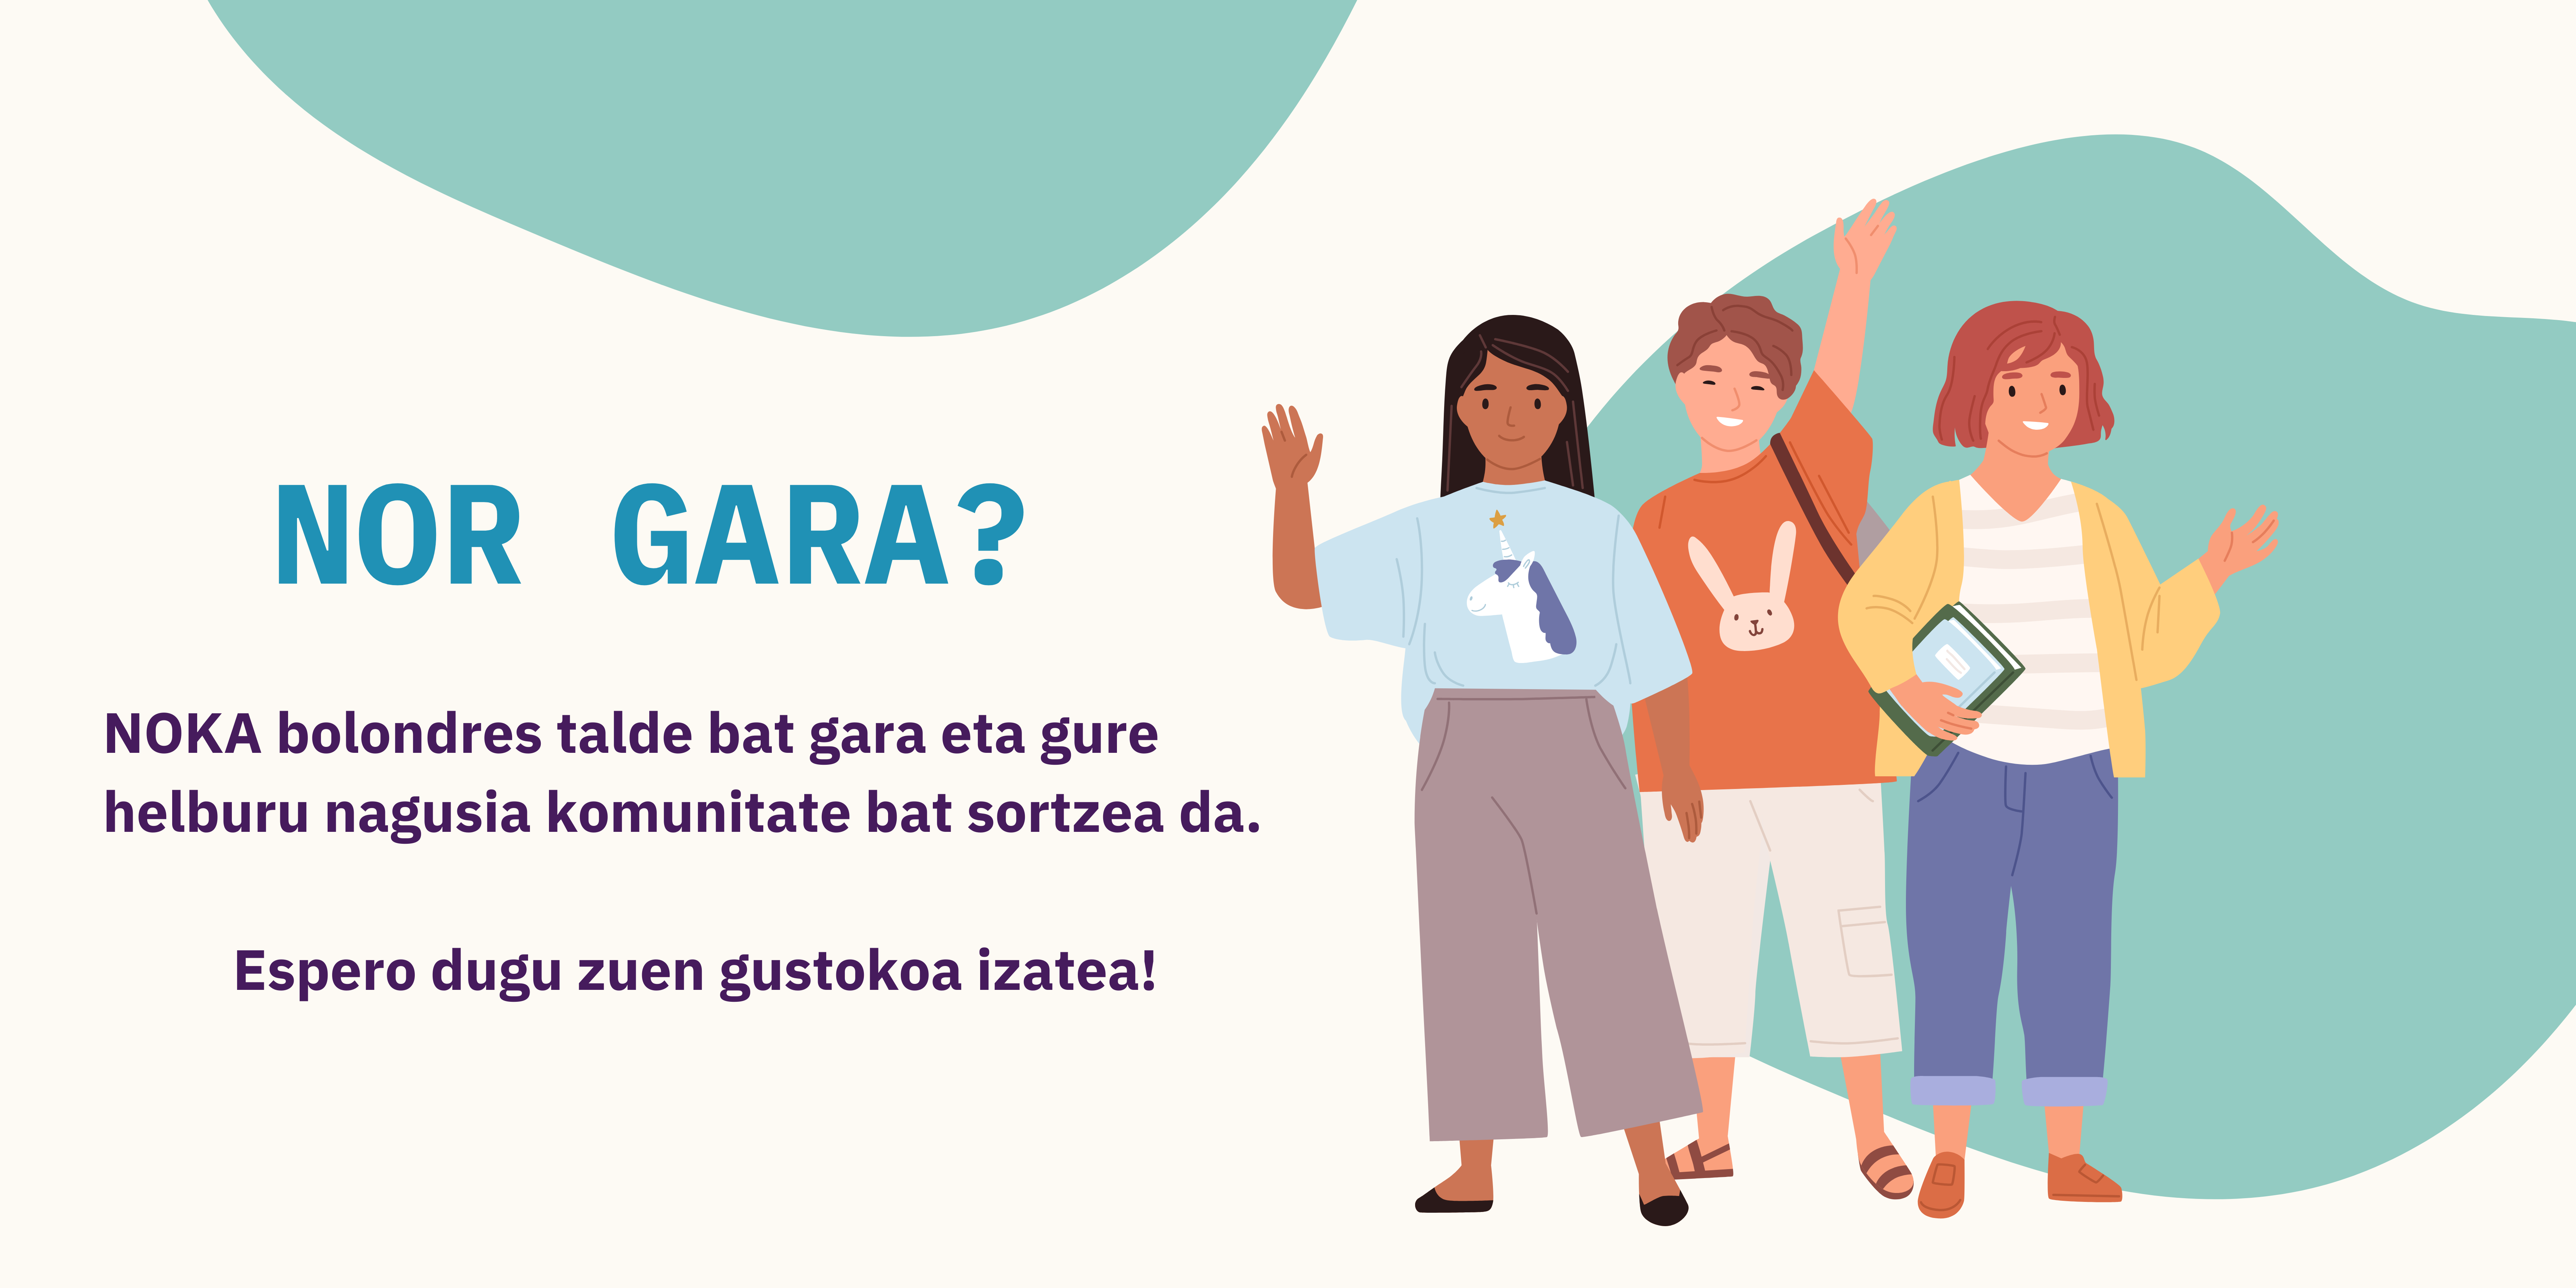 NOR GARA?
NOKA bolondres talde bat gara eta gure
helburu nagusia komunitate bat sortzea da.
Espero dugu zuen gustokoa izatea!